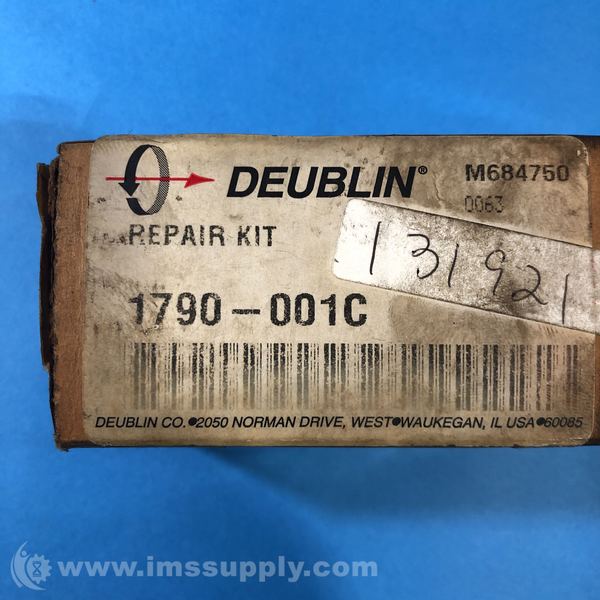 DEUBLIN® M684750
0063
REPAIR KIT
131921
1790-001C
DEUBLIN CO.•2050 NORMAN DRIVE, WEST•WAUKEGAN, IL USA•60085
www.imssupply.com